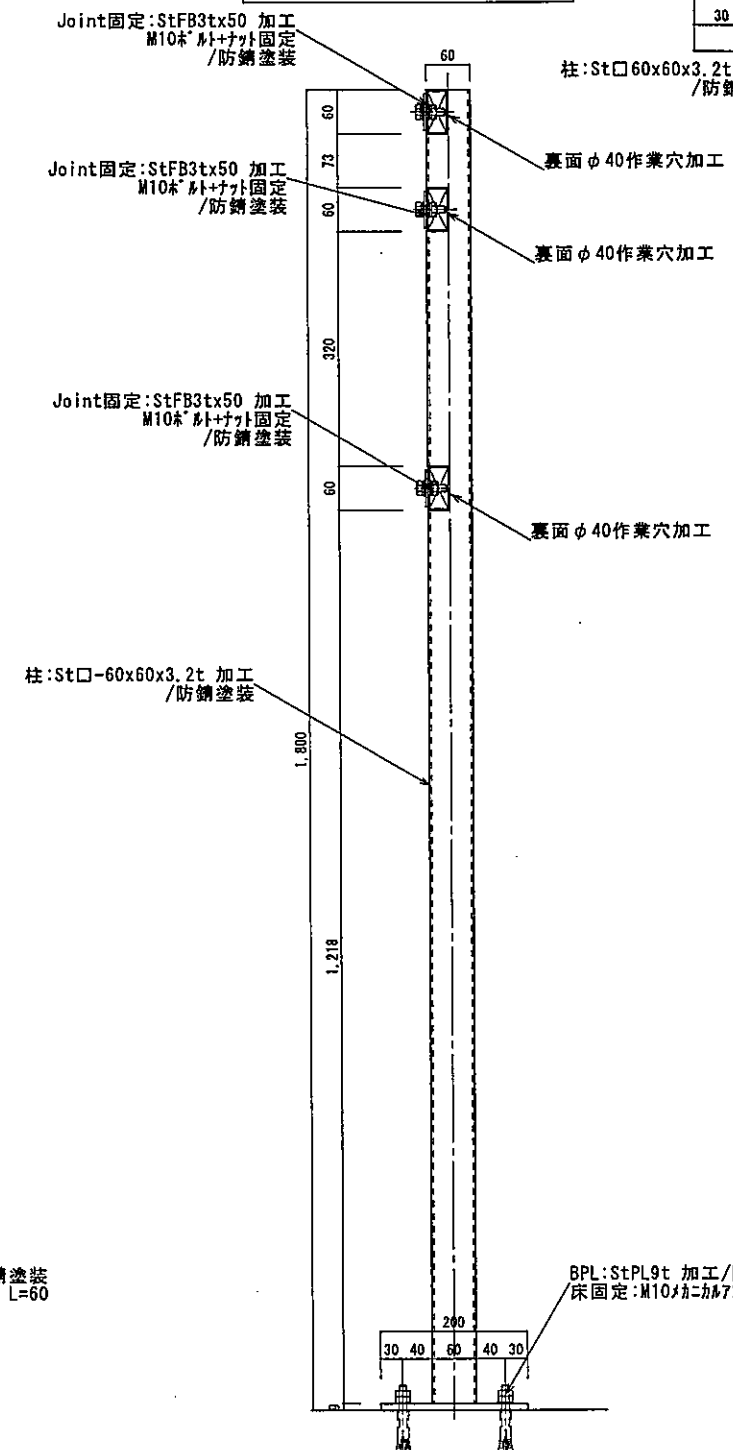 Joint固定:StFB3tx50 加工
M10ボルト+ナット固定
/防錆塗装
30
柱:St□60x60x3.2t
/防錆
60
60
裏面φ40作業穴加工
73
Joint固定:StFB3tx50 加工
M10ボルト+ナット固定
/防錆塗装
60
裏面φ40作業穴加工
320
Joint固定:StFB3tx50 加工
M10ボルト+ナット固定
/防錆塗装
60
裏面φ40作業穴加工
柱:St□-60x60x3.2t 加工
/防錆塗装
1,800
1,218
錆塗装
L=60
BPL:StPL9t 加工/
床固定:M10メカニカルア
200
30 40 60 40 30
9